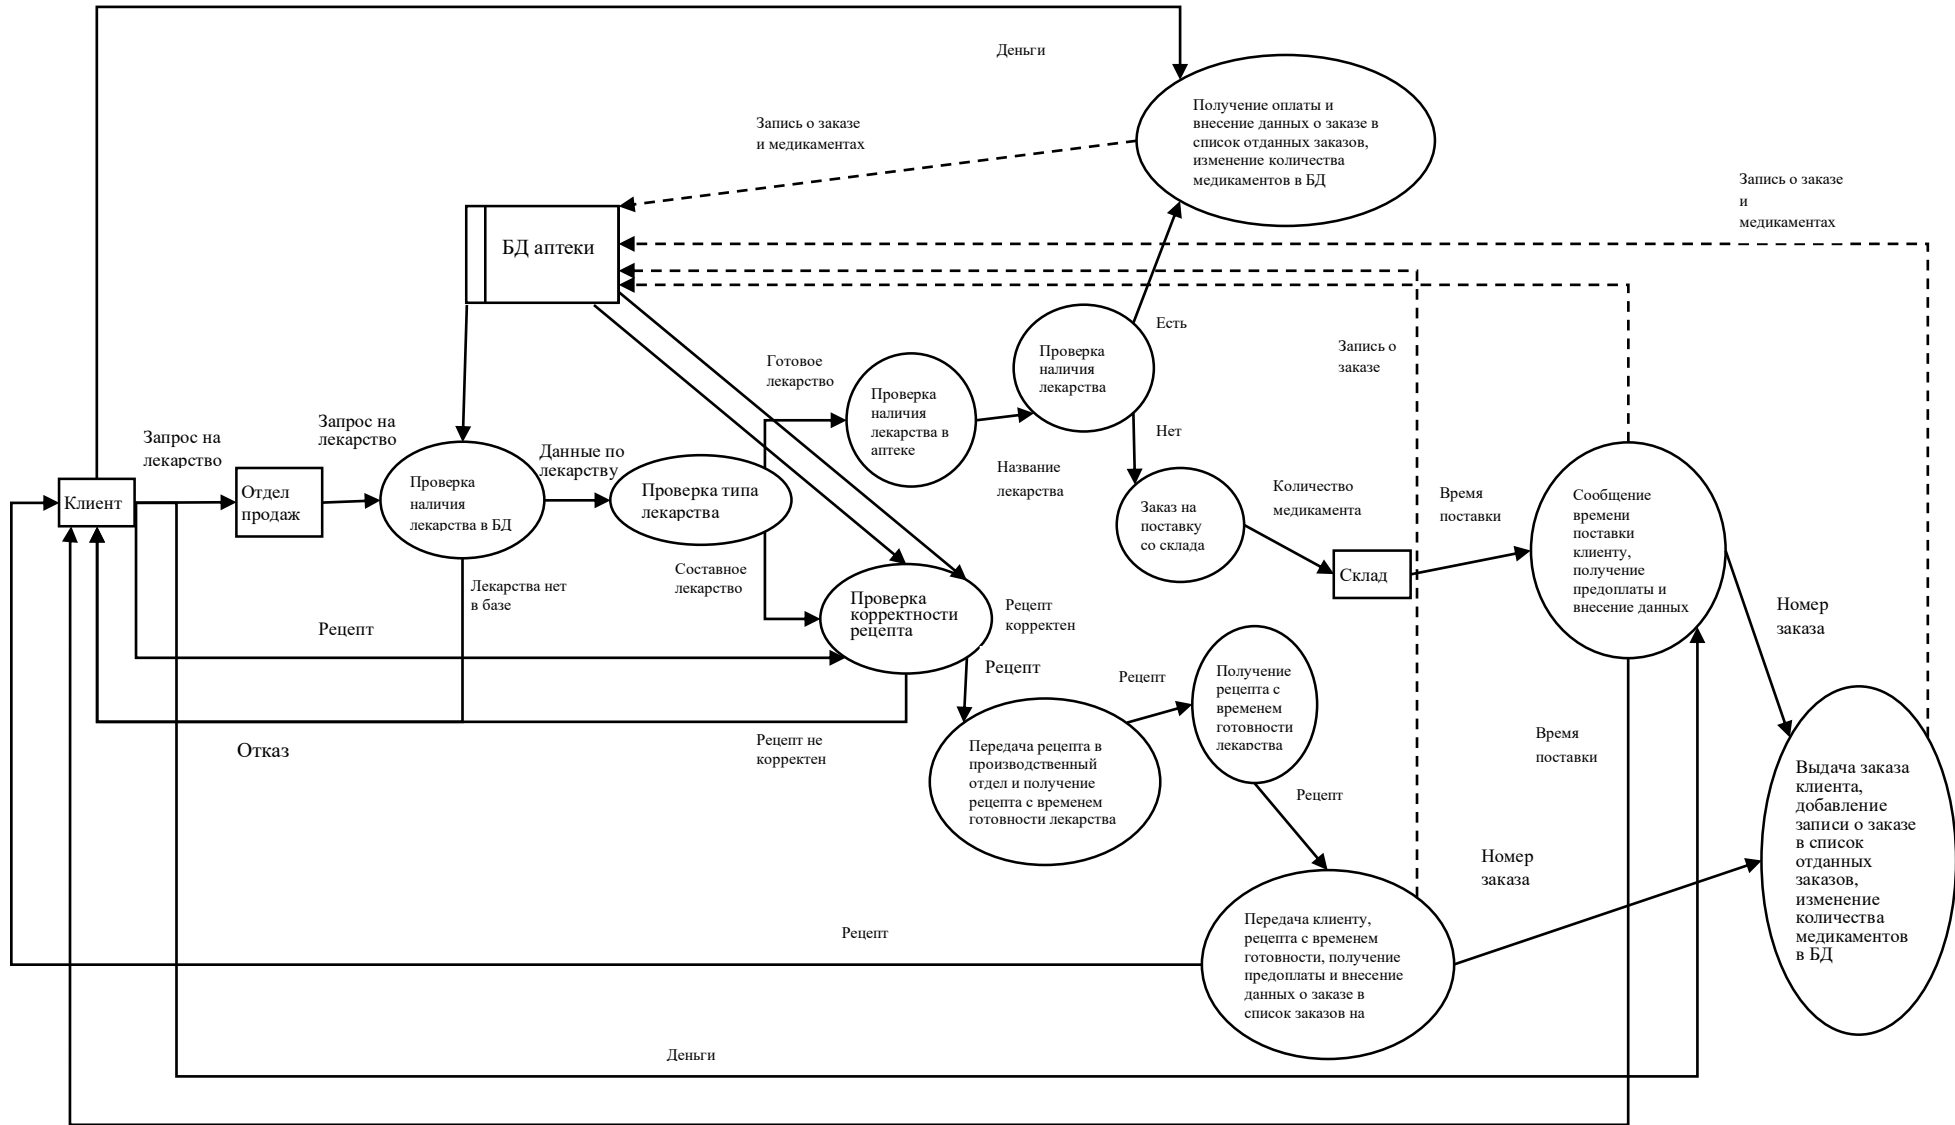 Деньги
Получение оплаты и
внесение данных о заказе в
список отданных заказов,
изменение количества
медикаментов в БД
Запись о заказе
и медикаментах
Запись о заказе
и
медикаментах
БД аптеки
Есть
Проверка
наличия
лекарства
Запись о
заказе
Готовое
лекарство
Проверка
наличия
лекарства в
аптеке
Запрос на
лекарство
Запрос на
лекарство
Данные по
лекарству
Нет
Название
лекарства
Клиент
Отдел
продаж
Проверка
наличия
лекарства в БД
Проверка типа
лекарства
Заказ на
поставку
со склада
Количество
медикамента
Время
поставки
Сообщение
времени
поставки
клиенту,
получение
предоплаты и
внесение данных
Склад
Лекарства нет
в базе
Составное
лекарство
Проверка
корректности
рецепта
Рецепт
корректен
Номер
заказа
Рецепт
Рецепт
Рецепт
Получение
рецепта с
временем
готовности
лекарства
Отказ
Рецепт не
корректен
Передача рецепта в
производственный
отдел и получение
рецепта с временем
готовности лекарства
Время
поставки
Рецепт
Выдача заказа
клиента,
добавление
записи о заказе
в список
отданных
заказов,
изменение
количества
медикаментов
в БД
Номер
заказа
Рецепт
Передача клиенту,
рецепта с временем
готовности, получение
предоплаты и внесение
данных о заказе в
список заказов на
Деньги